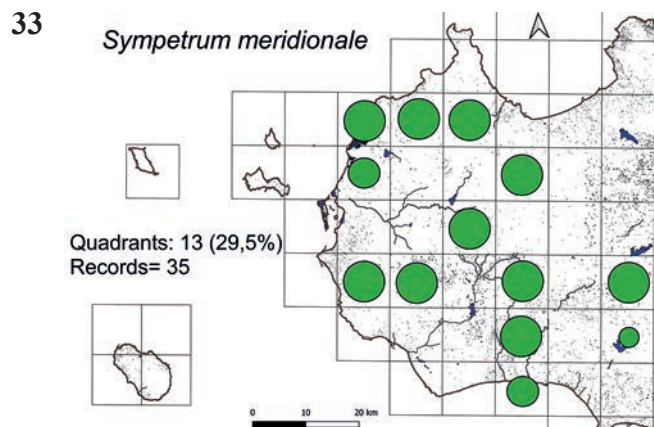 33
Sympetrum meridionale
Quadrants: 13 (29,5%)
Records= 35
0 10 20 km